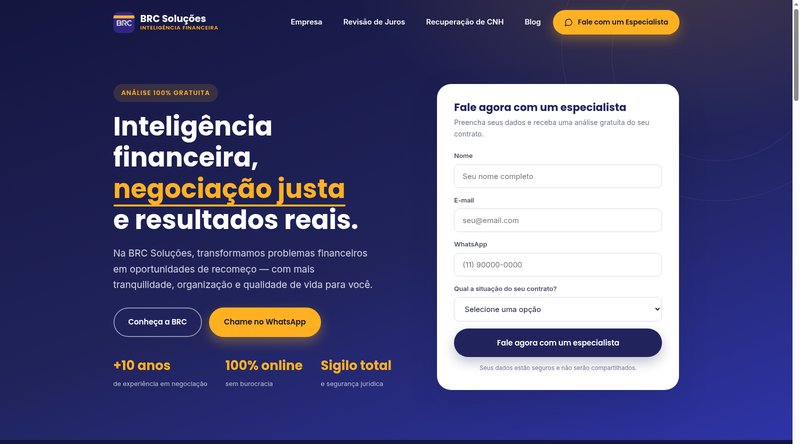 BRC
BRC Soluções
INTELIGÊNCIA FINANCEIRA
Empresa
Revisão de Juros
Recuperação de CNH
Blog
Fale com um Especialista
ANÁLISE 100% GRATUITA
Inteligência
financeira,
negociação justa
e resultados reais.
Na BRC Soluções, transformamos problemas financeiros
em oportunidades de recomeço — com mais
tranquilidade, organização e qualidade de vida para você.
Conheça a BRC
Chame no WhatsApp
+10 anos
de experiência em negociação
100% online
sem burocracia
Sigilo total
e segurança jurídica
Fale agora com um especialista
Preencha seus dados e receba uma análise gratuita do seu
contrato.
Nome
Seu nome completo
E-mail
seu@email.com
WhatsApp
(11) 90000-0000
Qual a situação do seu contrato?
Selecione uma opção
Fale agora com um especialista
Seus dados estão seguros e não serão compartilhados.